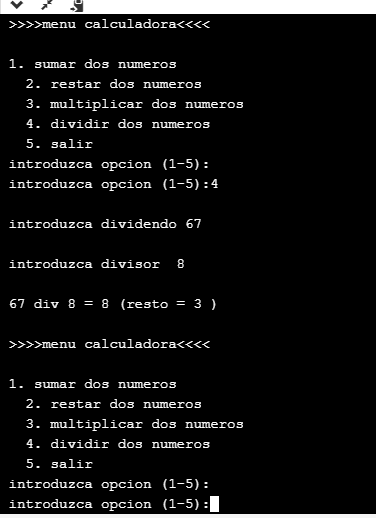 >>>>menu calculadora<<<<
1. sumar dos numeros
2. restar dos numeros
3. multiplicar dos numeros
4. dividir dos numeros
5. salir
introduzca opcion (1-5):
introduzca opcion (1-5):4
introduzca dividendo 67
introduzca divisor  8
67 div 8 = 8 (resto = 3 )
>>>>menu calculadora<<<<
1. sumar dos numeros
2. restar dos numeros
3. multiplicar dos numeros
4. dividir dos numeros
5. salir
introduzca opcion (1-5):
introduzca opcion (1-5):